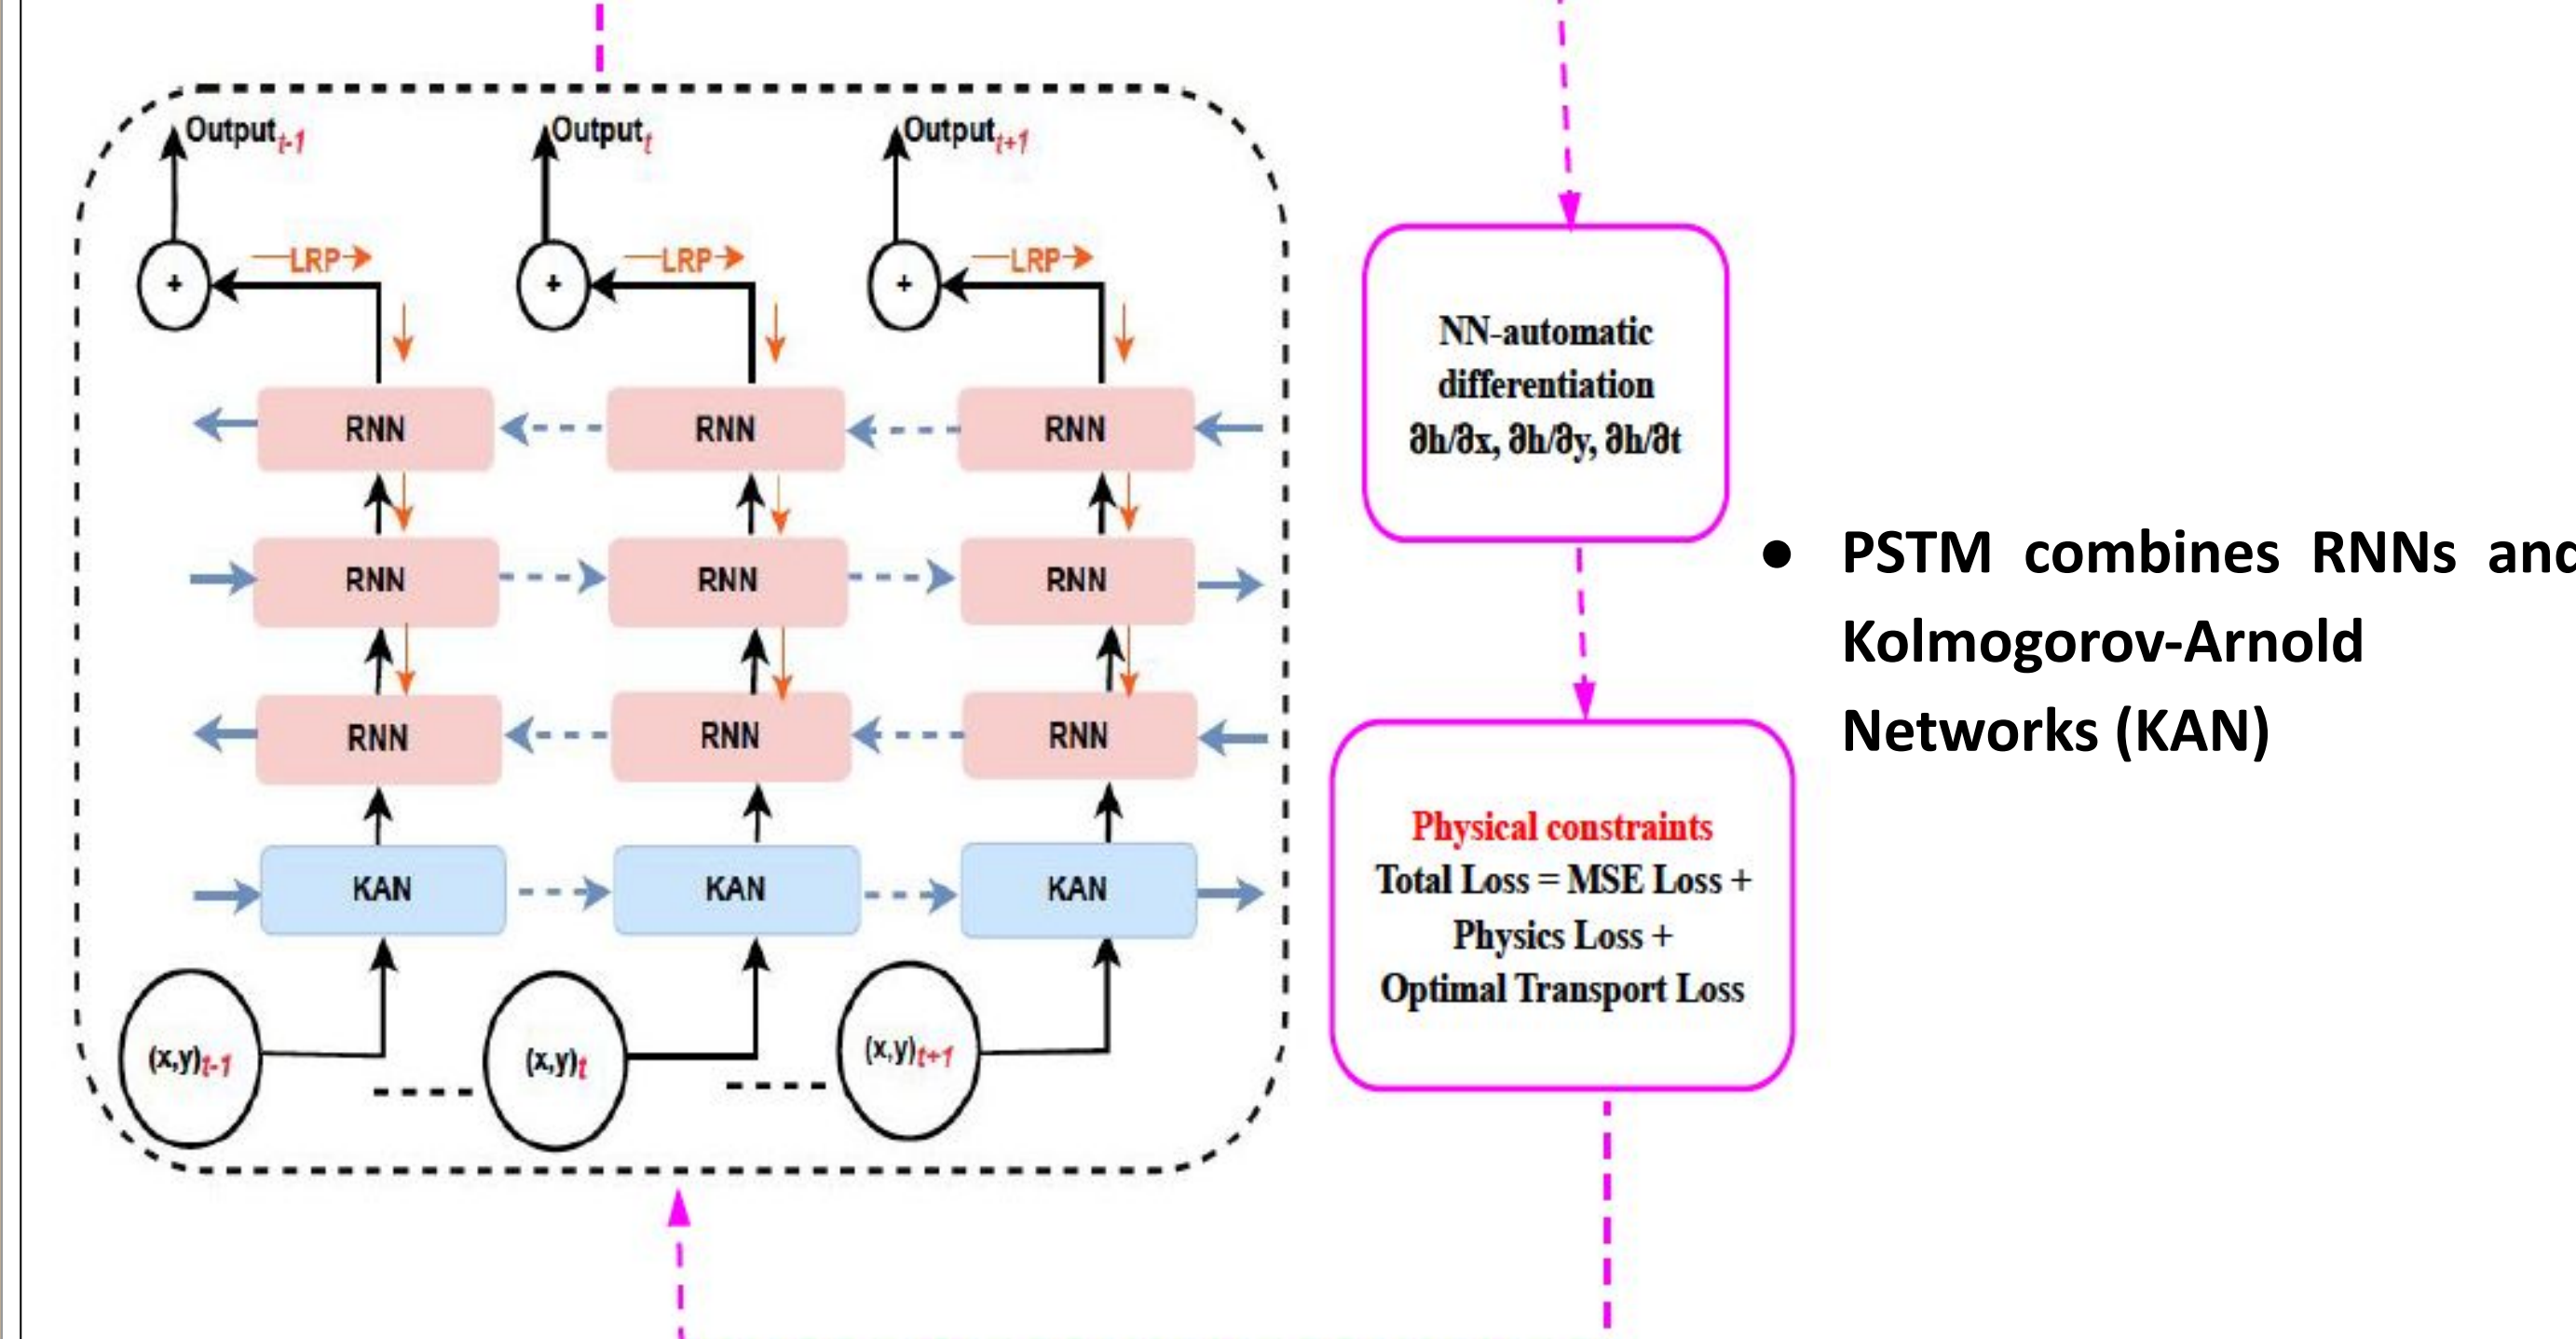 Output t-1
Output t
Output t+1
LRP
LRP
LRP
+
+
+
RNN
RNN
RNN
RNN
RNN
RNN
RNN
RNN
RNN
KAN
KAN
KAN
(x,y)t-1
(x,y)t
(x,y)t+1
NN-automatic
differentiation
∂h/∂x, ∂h/∂y, ∂h/∂t
Physical constraints
Total Loss = MSE Loss +
Physics Loss +
Optimal Transport Loss
● PSTM combines RNNs and
Kolmogorov-Arnold
Networks (KAN)